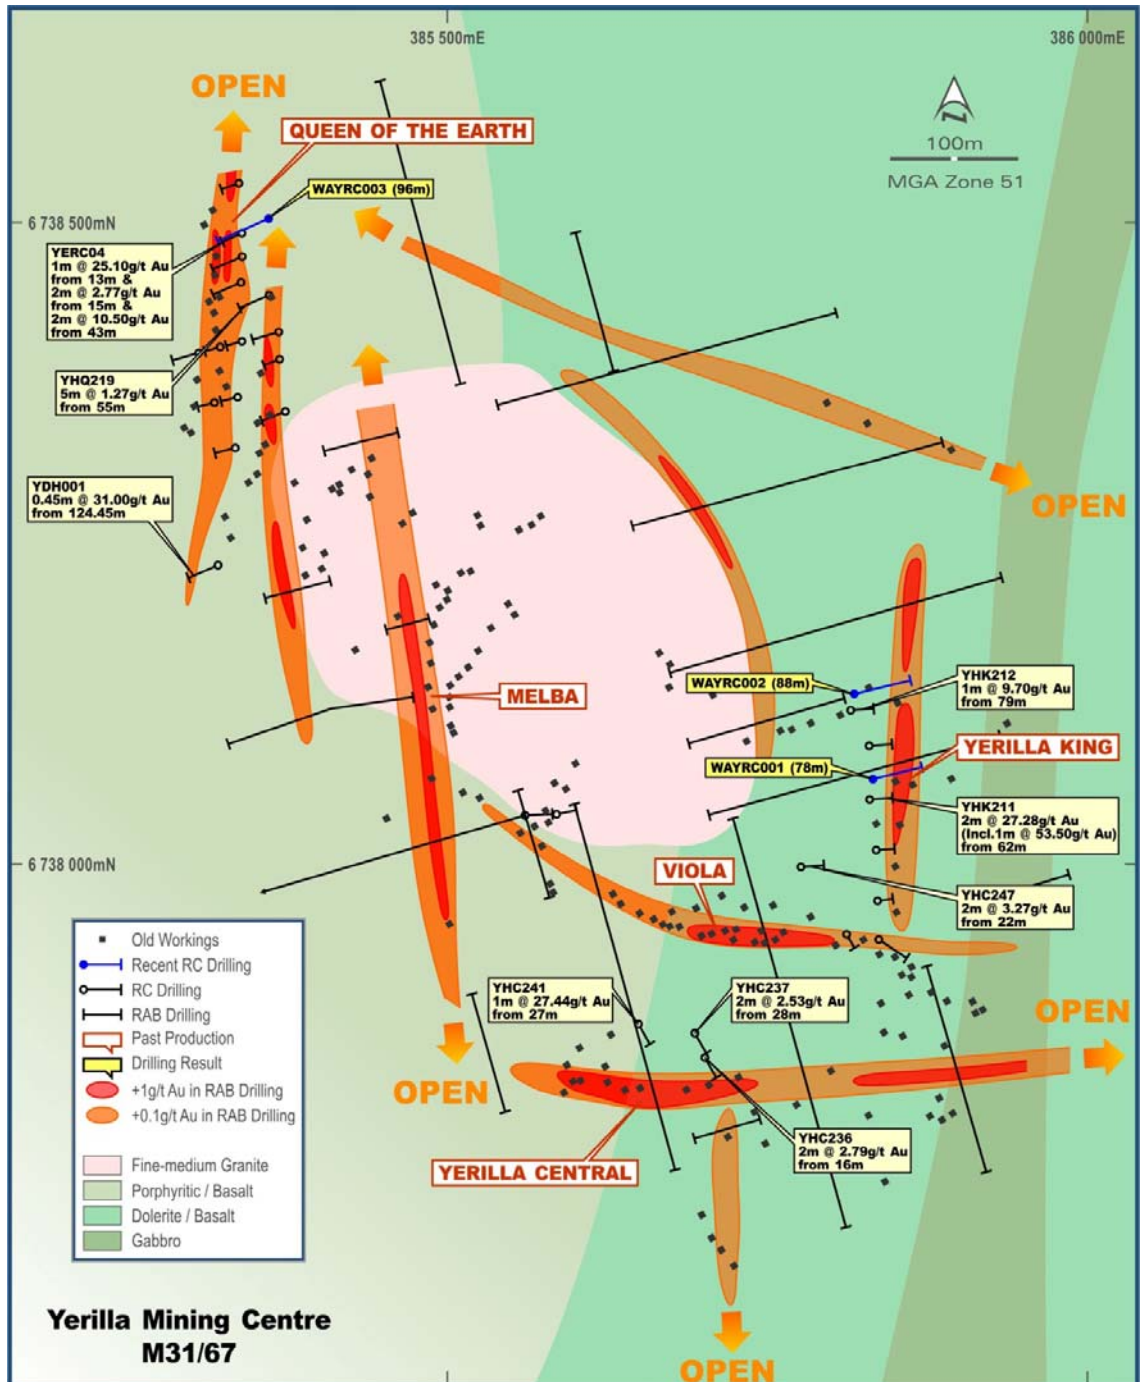 385 500mE
386 000mE
OPEN
QUEEN OF THE EARTH
100m
MGA Zone 51
WAYRC003 (96m)
6 738 500mN
YERC04
1m @ 25.10g/t Au
from 13m &
2m @ 2.77g/t Au
from 15m &
2m @ 10.50g/t Au
from 43m
YHQ219
5m @ 1.27g/t Au
from 55m
YDH001
0.45m @ 31.00g/t Au
from 124.45m
OPEN
WAYRC002 (88m)
YHK212
1m @ 9.70g/t Au
from 79m
MELBA
YERILLA KING
WAYRC001 (78m)
YHK211
2m @ 27.28g/t Au
(Incl.1m @ 53.50g/t Au)
from 62m
6 738 000mN
VIOLA
YHC247
2m @ 3.27g/t Au
from 22m
YHC241
1m @ 27.44g/t Au
from 27m
YHC237
2m @ 2.53g/t Au
from 28m
OPEN
OPEN
YHC236
2m @ 2.79g/t Au
from 16m
YERILLA CENTRAL
OPEN
Old Workings
Recent RC Drilling
RC Drilling
RAB Drilling
Past Production
Drilling Result
+1g/t Au in RAB Drilling
+0.1g/t Au in RAB Drilling
Fine-medium Granite
Porphyritic / Basalt
Dolerite / Basalt
Gabbro
Yerilla Mining Centre
M31/67